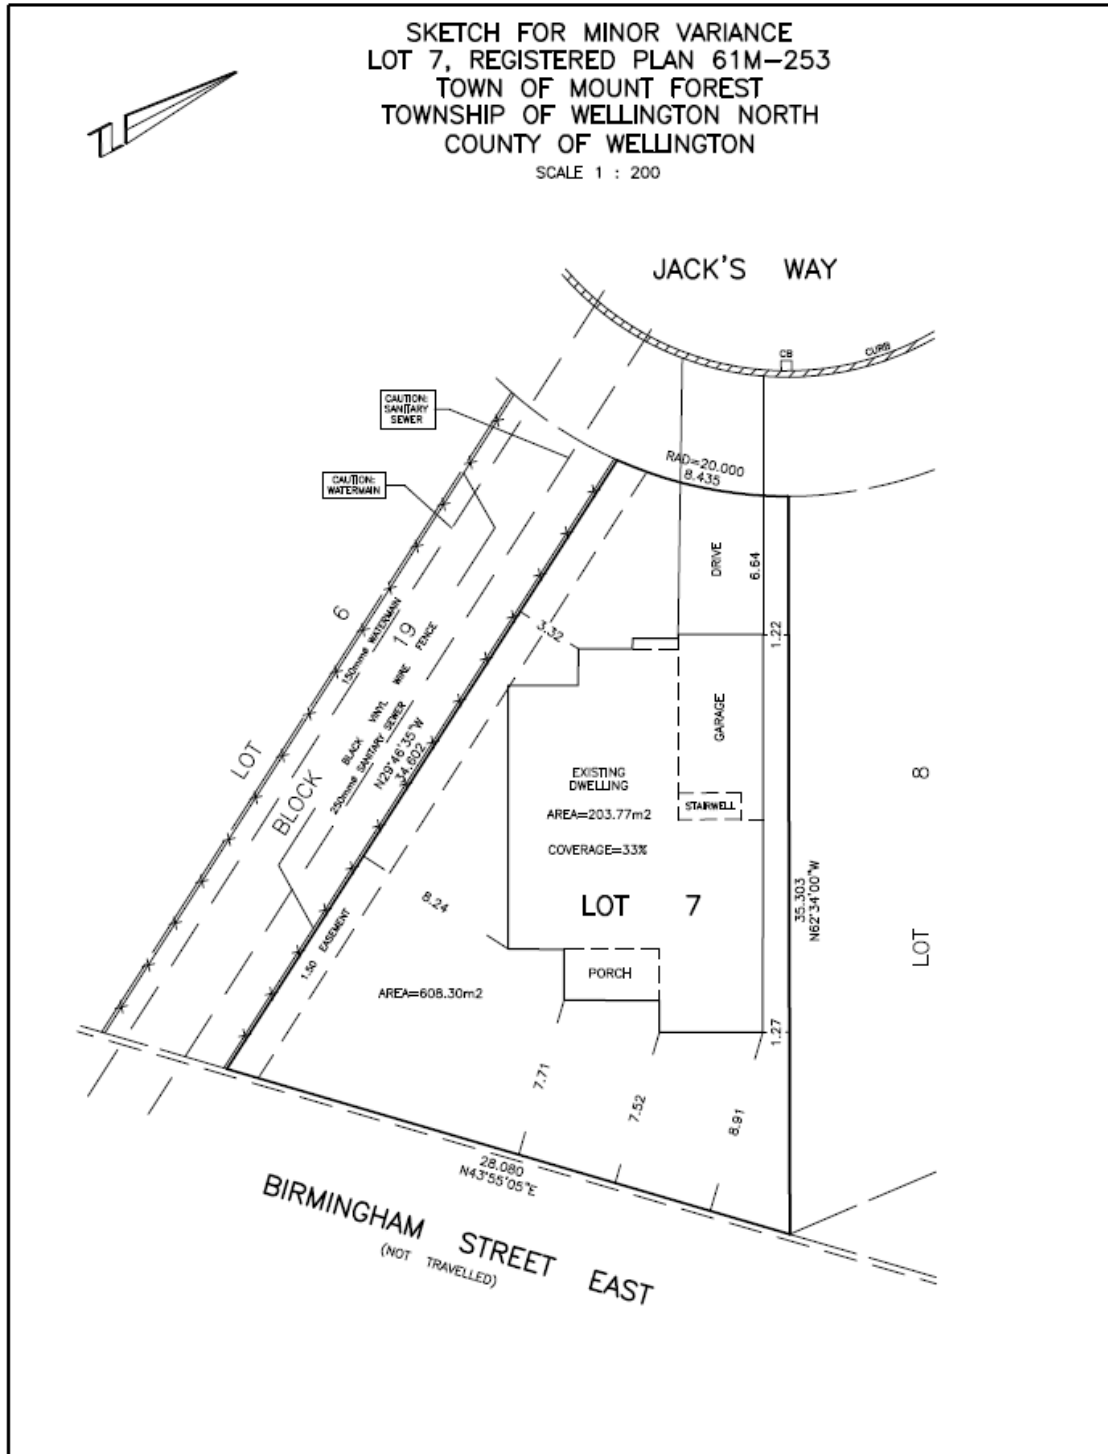 SKETCH FOR MINOR VARIANCE
LOT 7, REGISTERED PLAN 61M-253
TOWN OF MOUNT FOREST
TOWNSHIP OF WELLINGTON NORTH
COUNTY OF WELLINGTON
SCALE 1 : 200
JACK'S WAY
CB
CURB
CAUTION:
SANITARY
SEWER
CAUTION:
WATERMAIN
RAD=20.000
8.435
DRIVE
6.64
1.22
3.32
LOT 6
150mmø WATERMAIN
BLOCK 19
BLACK VINYL WIRE FENCE
250mmø SANITARY SEWER
N29°46'35"W
34.602
GARAGE
STAIRWELL
EXISTING
DWELLING
AREA=203.77m2
COVERAGE=33%
LOT 7
35.303
N62°34'00"W
LOT 8
8.24
1.50 EASEMENT
PORCH
AREA=608.30m2
1.27
7.71
7.52
8.91
28.080
N43°55'05"E
BIRMINGHAM STREET EAST
(NOT TRAVELLED)